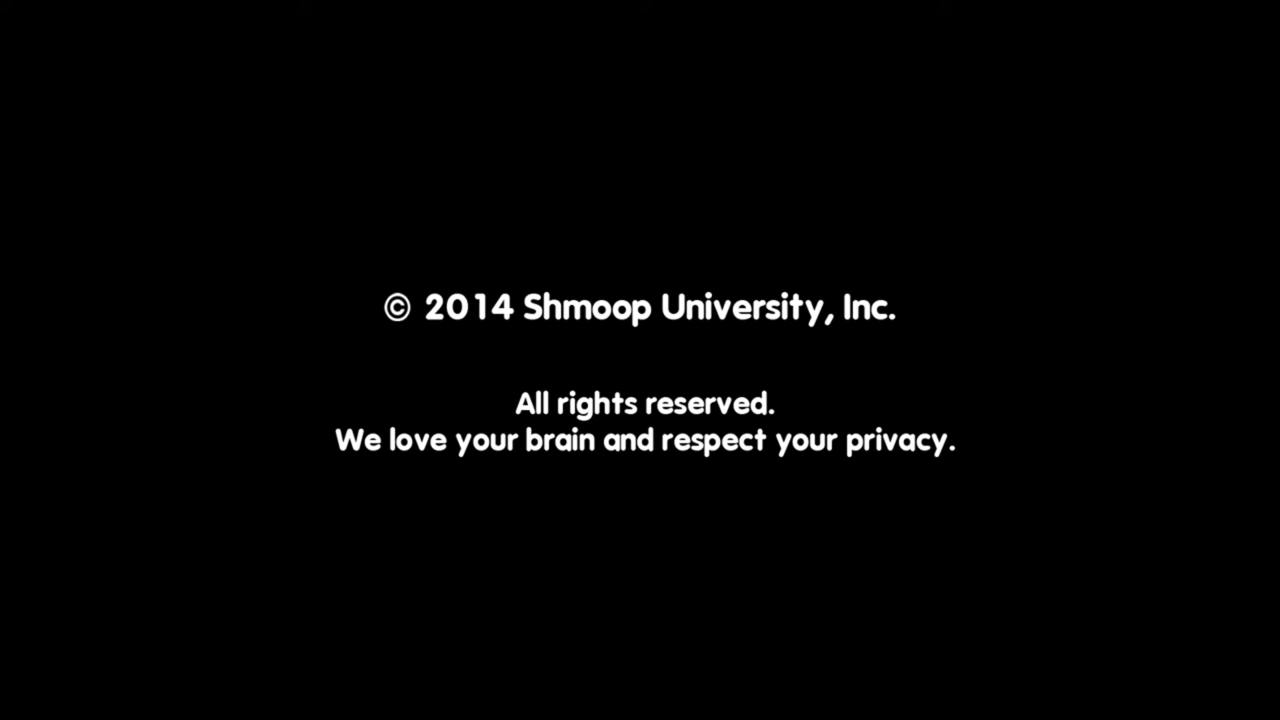 © 2014 Shmoop University, Inc.
All rights reserved.
We love your brain and respect your privacy.